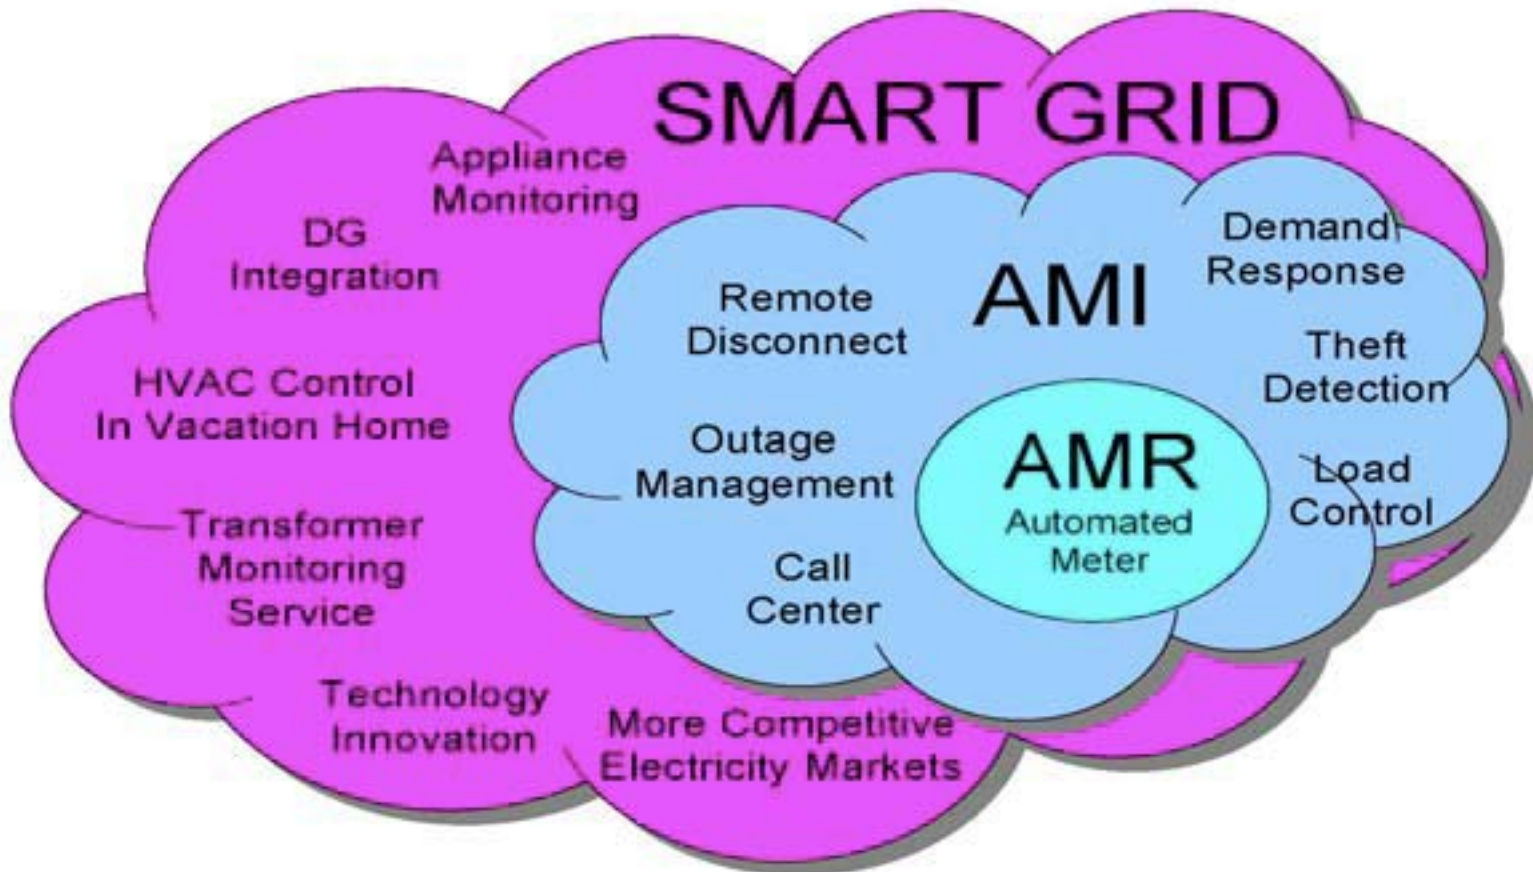 SMART GRID
Appliance
Monitoring
DG
Integration
HVAC Control
In Vacation Home
Transformer
Monitoring
Service
Technology
Innovation
More Competitive
Electricity Markets
AMI
Remote
Disconnect
Outage
Management
Call
Center
Demand
Response
Theft
Detection
Load
Control
AMR
Automated
Meter